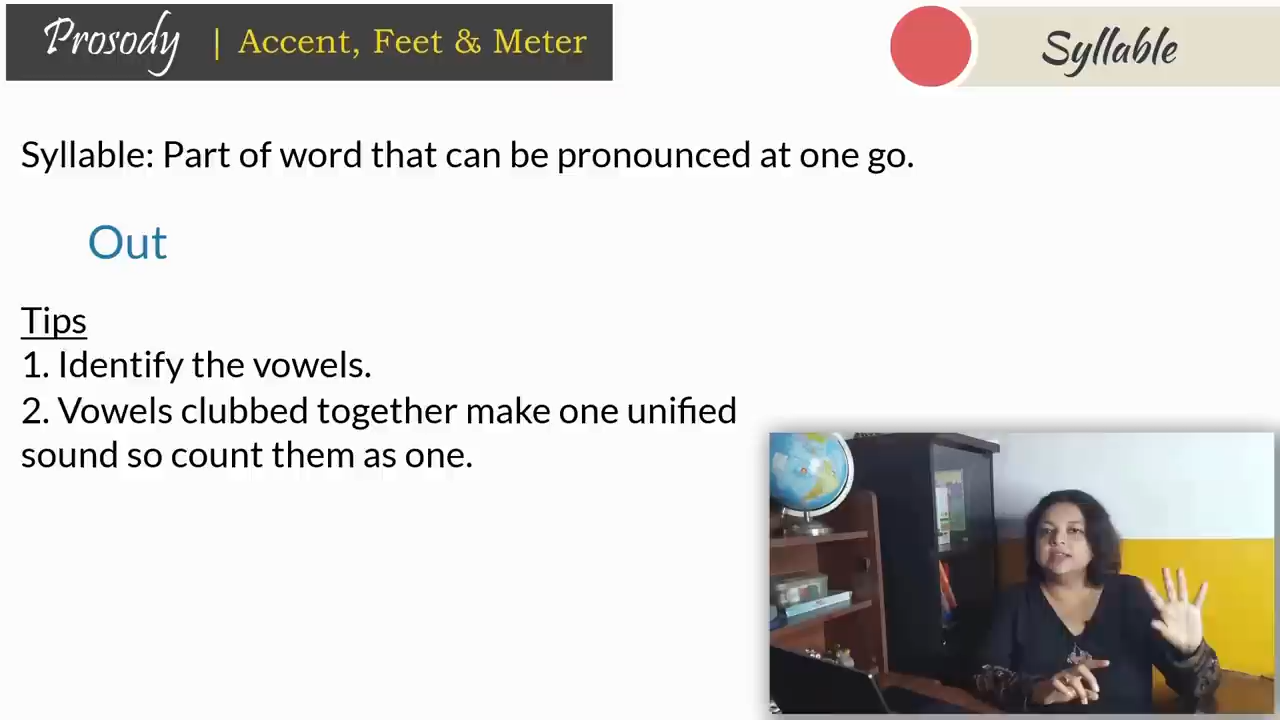 Prosody | Accent, Feet & Meter
Syllable
Syllable: Part of word that can be pronounced at one go.
Out
Tips
1. Identify the vowels.
2. Vowels clubbed together make one unified
sound so count them as one.